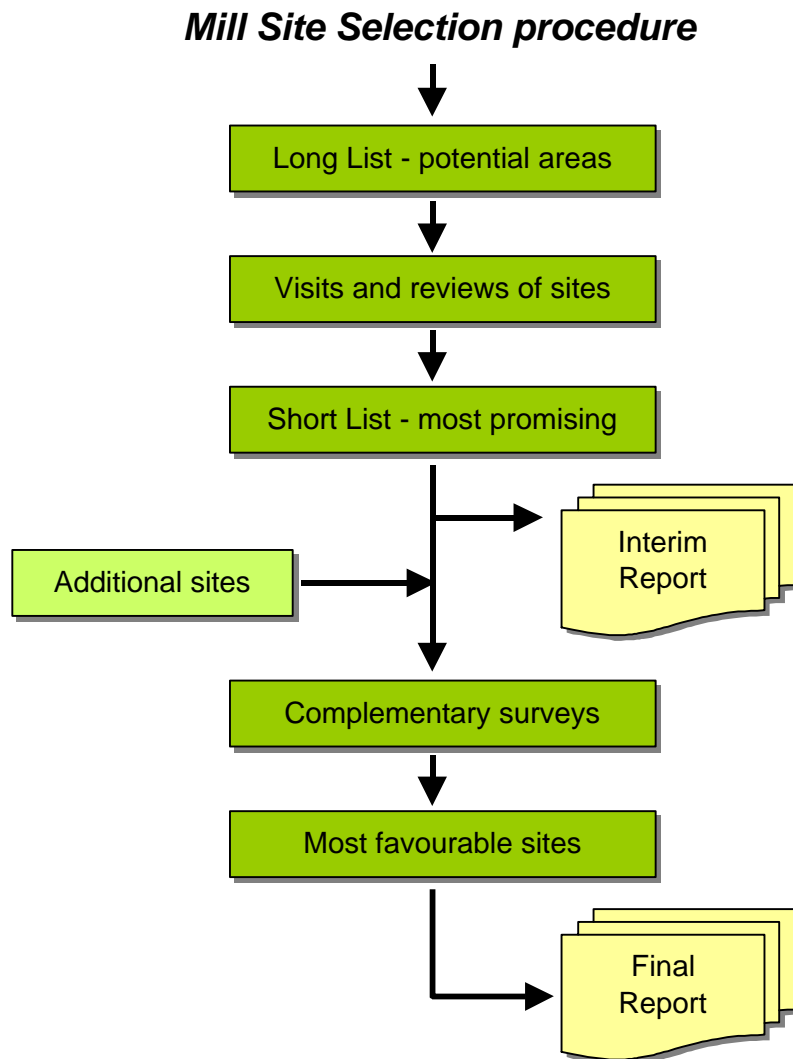 Mill Site Selection procedure
Long List - potential areas
Visits and reviews of sites
Short List - most promising
Interim
Report
Additional sites
Complementary surveys
Most favourable sites
Final
Report